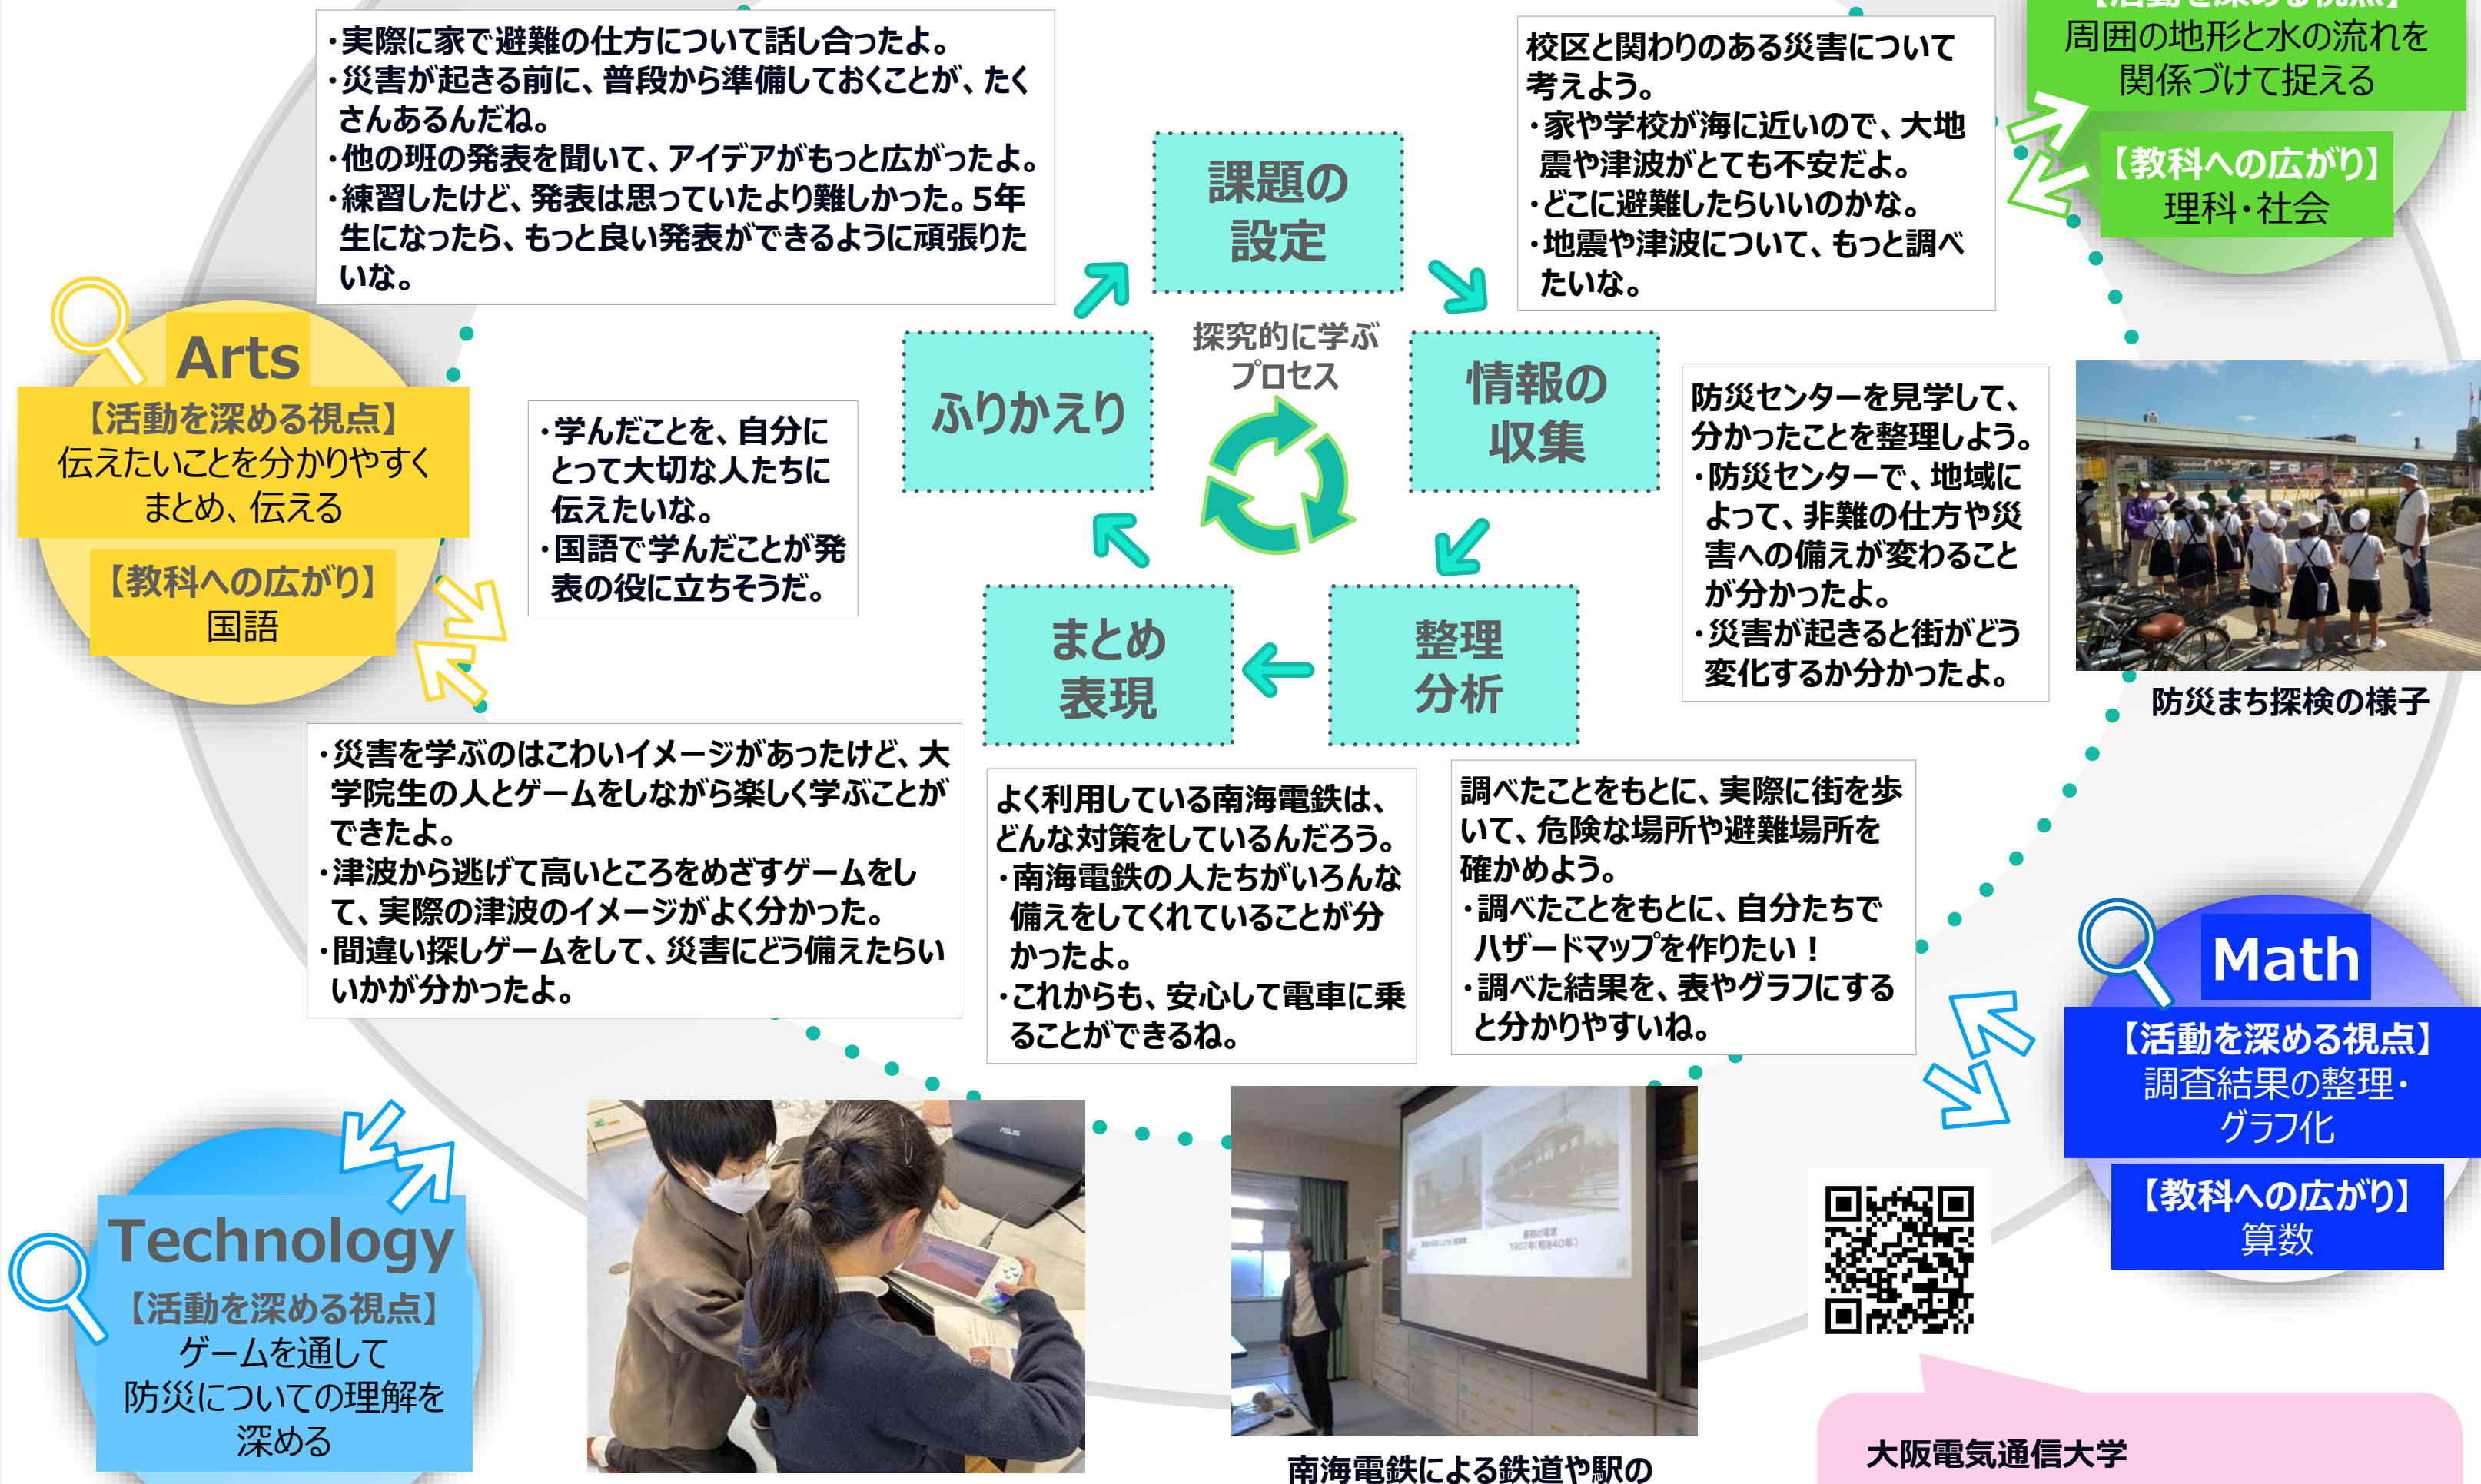 ・実際に家で避難の仕方について話し合ったよ。
・災害が起きる前に、普段から準備しておくことが、たく
さんあるんだね。
・他の班の発表を聞いて、アイデアがもっと広がったよ。
・練習したけど、発表は思っていたより難しかった。5年
生になったら、もっと良い発表ができるように頑張りた
いな。
校区と関わりのある災害について
考えよう。
・家や学校が海に近いので、大地
震や津波がとても不安だよ。
・どこに避難したらいいのかな。
・地震や津波について、もっと調べ
たいな。
【活動を深める視点】
周囲の地形と水の流れを
関係づけて捉える
【教科への広がり】
理科・社会
課題の
設定
探究的に学ぶ
プロセス
ふりかえり
情報の
収集
まとめ
表現
整理
分析
Arts
【活動を深める視点】
伝えたいことを分かりやすく
まとめ、伝える
【教科への広がり】
国語
・学んだことを、自分に
とって大切な人たちに
伝えたいな。
・国語で学んだことが発
表の役に立ちそうだ。
防災センターを見学して、
分かったことを整理しよう。
・防災センターで、地域に
よって、非難の仕方や災
害への備えが変わること
が分かったよ。
・災害が起きると街がどう
変化するか分かったよ。
防災まち探検の様子
・災害を学ぶのはこわいイメージがあったけど、大
学院生の人とゲームをしながら楽しく学ぶことが
できたよ。
・津波から逃げて高いところをめざすゲームをし
て、実際の津波のイメージがよく分かった。
・間違い探しゲームをして、災害にどう備えたらい
いかが分かったよ。
よく利用している南海電鉄は、
どんな対策をしているんだろう。
・南海電鉄の人たちがいろんな
備えをしてくれていることが分
かったよ。
・これからも、安心して電車に乗
ることができるね。
調べたことをもとに、実際に街を歩
いて、危険な場所や避難場所を
確かめよう。
・調べたことをもとに、自分たちで
ハザードマップを作りたい！
・調べた結果を、表やグラフにする
と分かりやすいね。
Math
【活動を深める視点】
調査結果の整理・
グラフ化
【教科への広がり】
算数
Technology
【活動を深める視点】
ゲームを通して
防災についての理解を
深める
ASUS
最初の電車
1907年(明治40年)
南海電鉄による鉄道や駅の
大阪電気通信大学